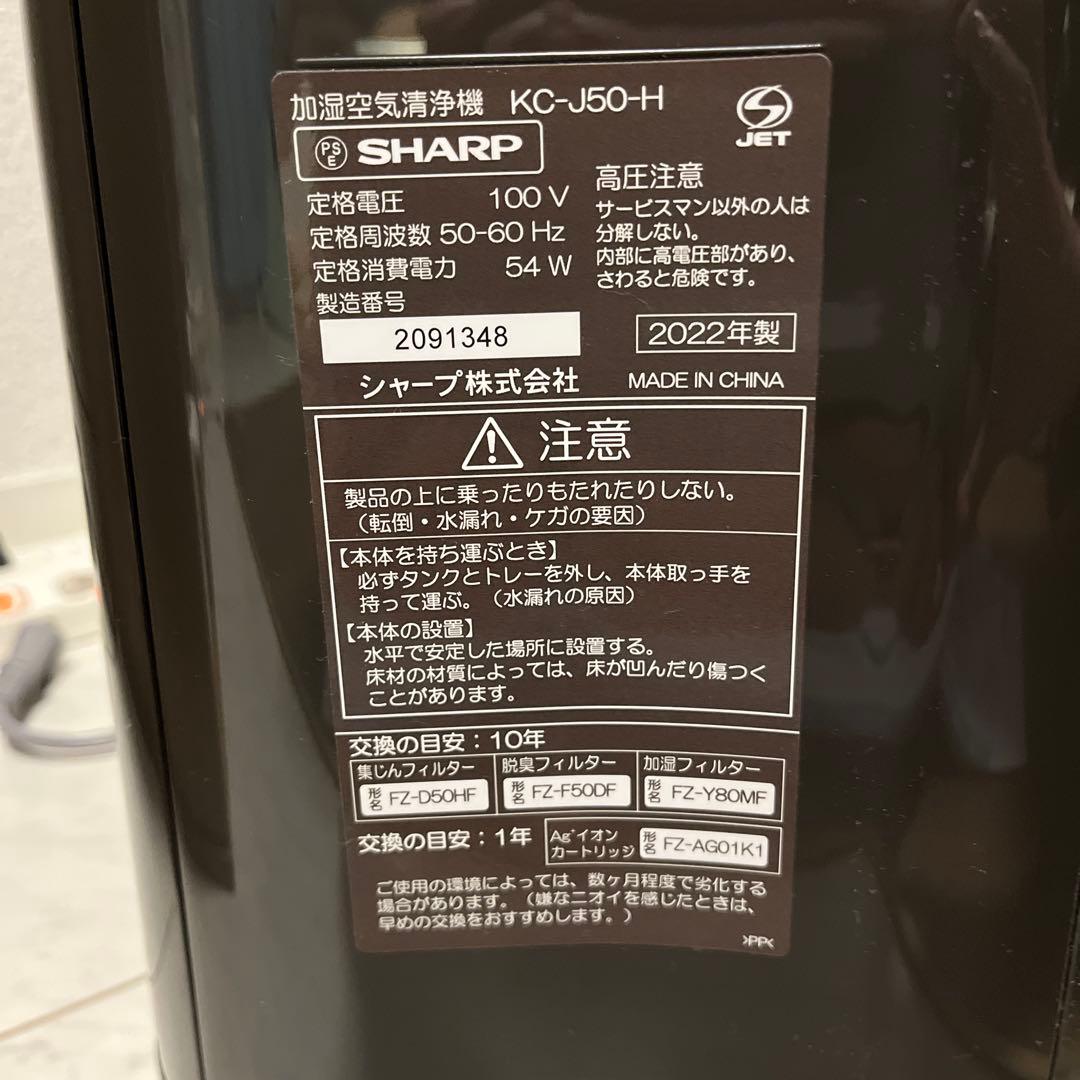 加湿空気清浄機 KC-J50-H
JET
PS E SHARP
定格電圧 100 V
定格周波数 50-60 Hz
定格消費電力 54 W
製造番号
2091348
シャープ株式会社
高圧注意
サービスマン以外の人は
分解しない。
内部に高電圧部があり、
さわると危険です。
2022年製
MADE IN CHINA
注意
製品の上に乗ったりもたれたりしない。
（転倒・水漏れ・ケガの要因）
【本体を持ち運ぶとき】
必ずタンクとトレーを外し、本体取っ手を
持って運ぶ。（水漏れの原因）
【本体の設置】
水平で安定した場所に設置する。
床材の材質によっては、床が凹んだり傷つく
ことがあります。
交換の目安：10年
集じんフィルター
形名 FZ-D50HF
脱臭フィルター
形名 FZ-F50DF
加湿フィルター
形名 FZ-Y80MF
交換の目安：1年
Ag⁺イオン
カートリッジ
形名 FZ-AG01K1
ご使用の環境によっては、数ヶ月程度で劣化する
場合があります。（嫌なニオイを感じたときは、
早めの交換をおすすめします。）
>PP<